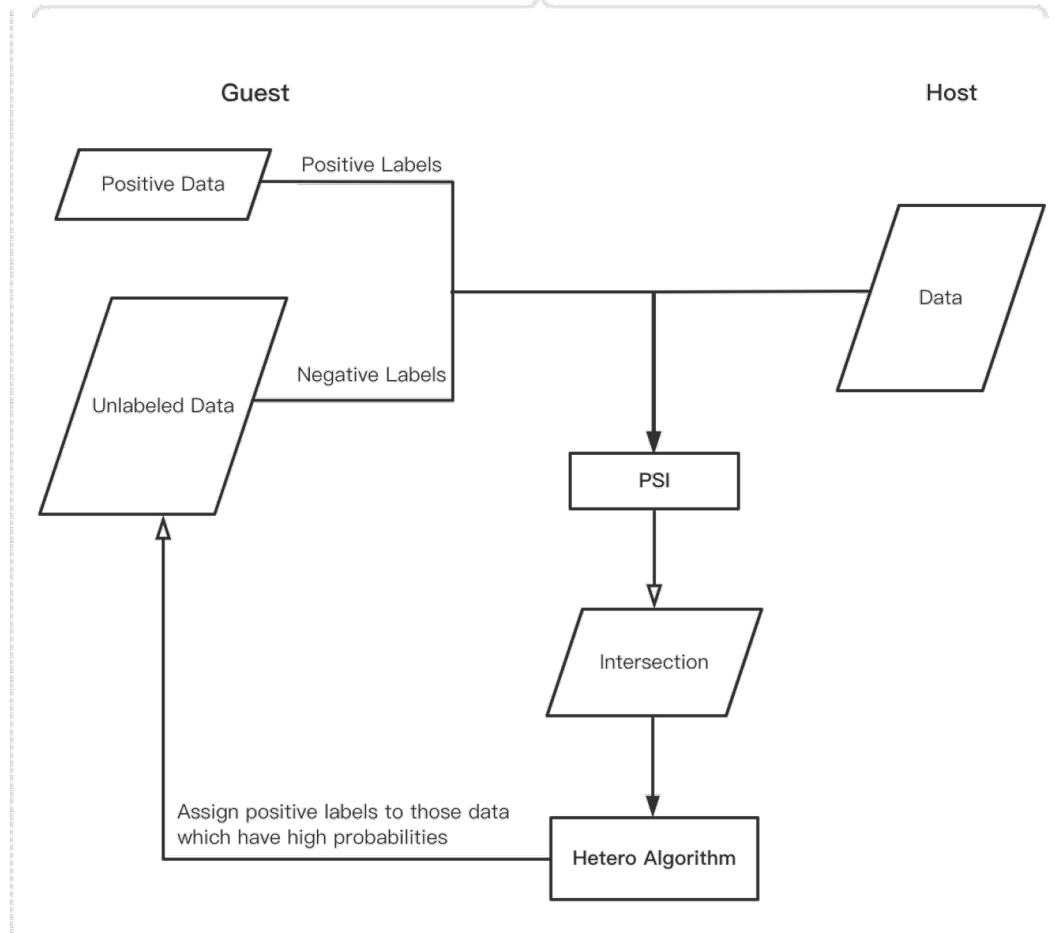 Guest
Host
Positive Data
Positive Labels
Data
Negative Labels
Unlabeled Data
PSI
Intersection
Assign positive labels to those data
which have high probabilities
Hetero Algorithm